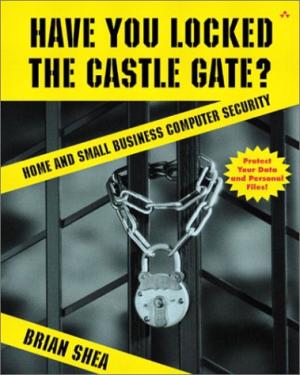 HAVE YOU LOCKED
THE CASTLE GATE?
HOME AND SMALL BUSINESS COMPUTER SECURITY
Protect
Your Data
and Personal
Files!
BRIAN SHEA